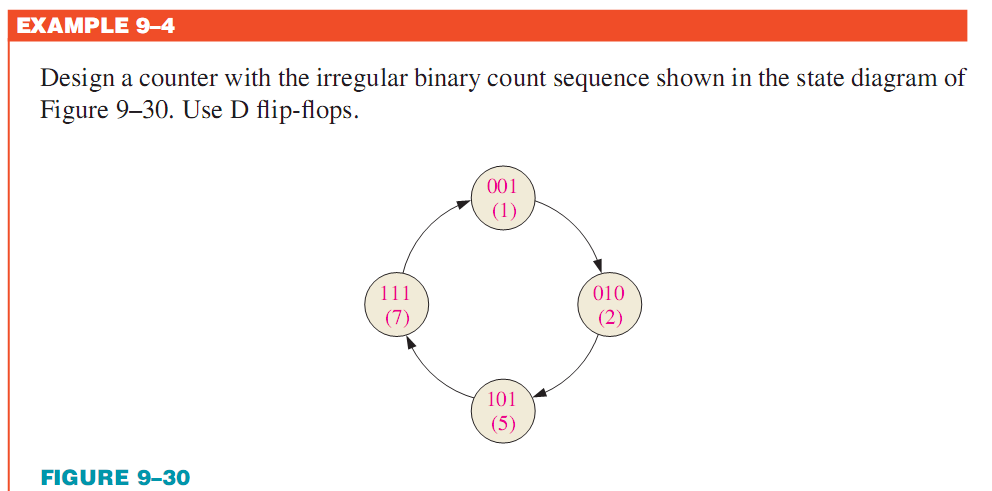 EXAMPLE 9–4
Design a counter with the irregular binary count sequence shown in the state diagram of
Figure 9–30. Use D flip-flops.
001
(1)
111
(7)
010
(2)
101
(5)
FIGURE 9–30